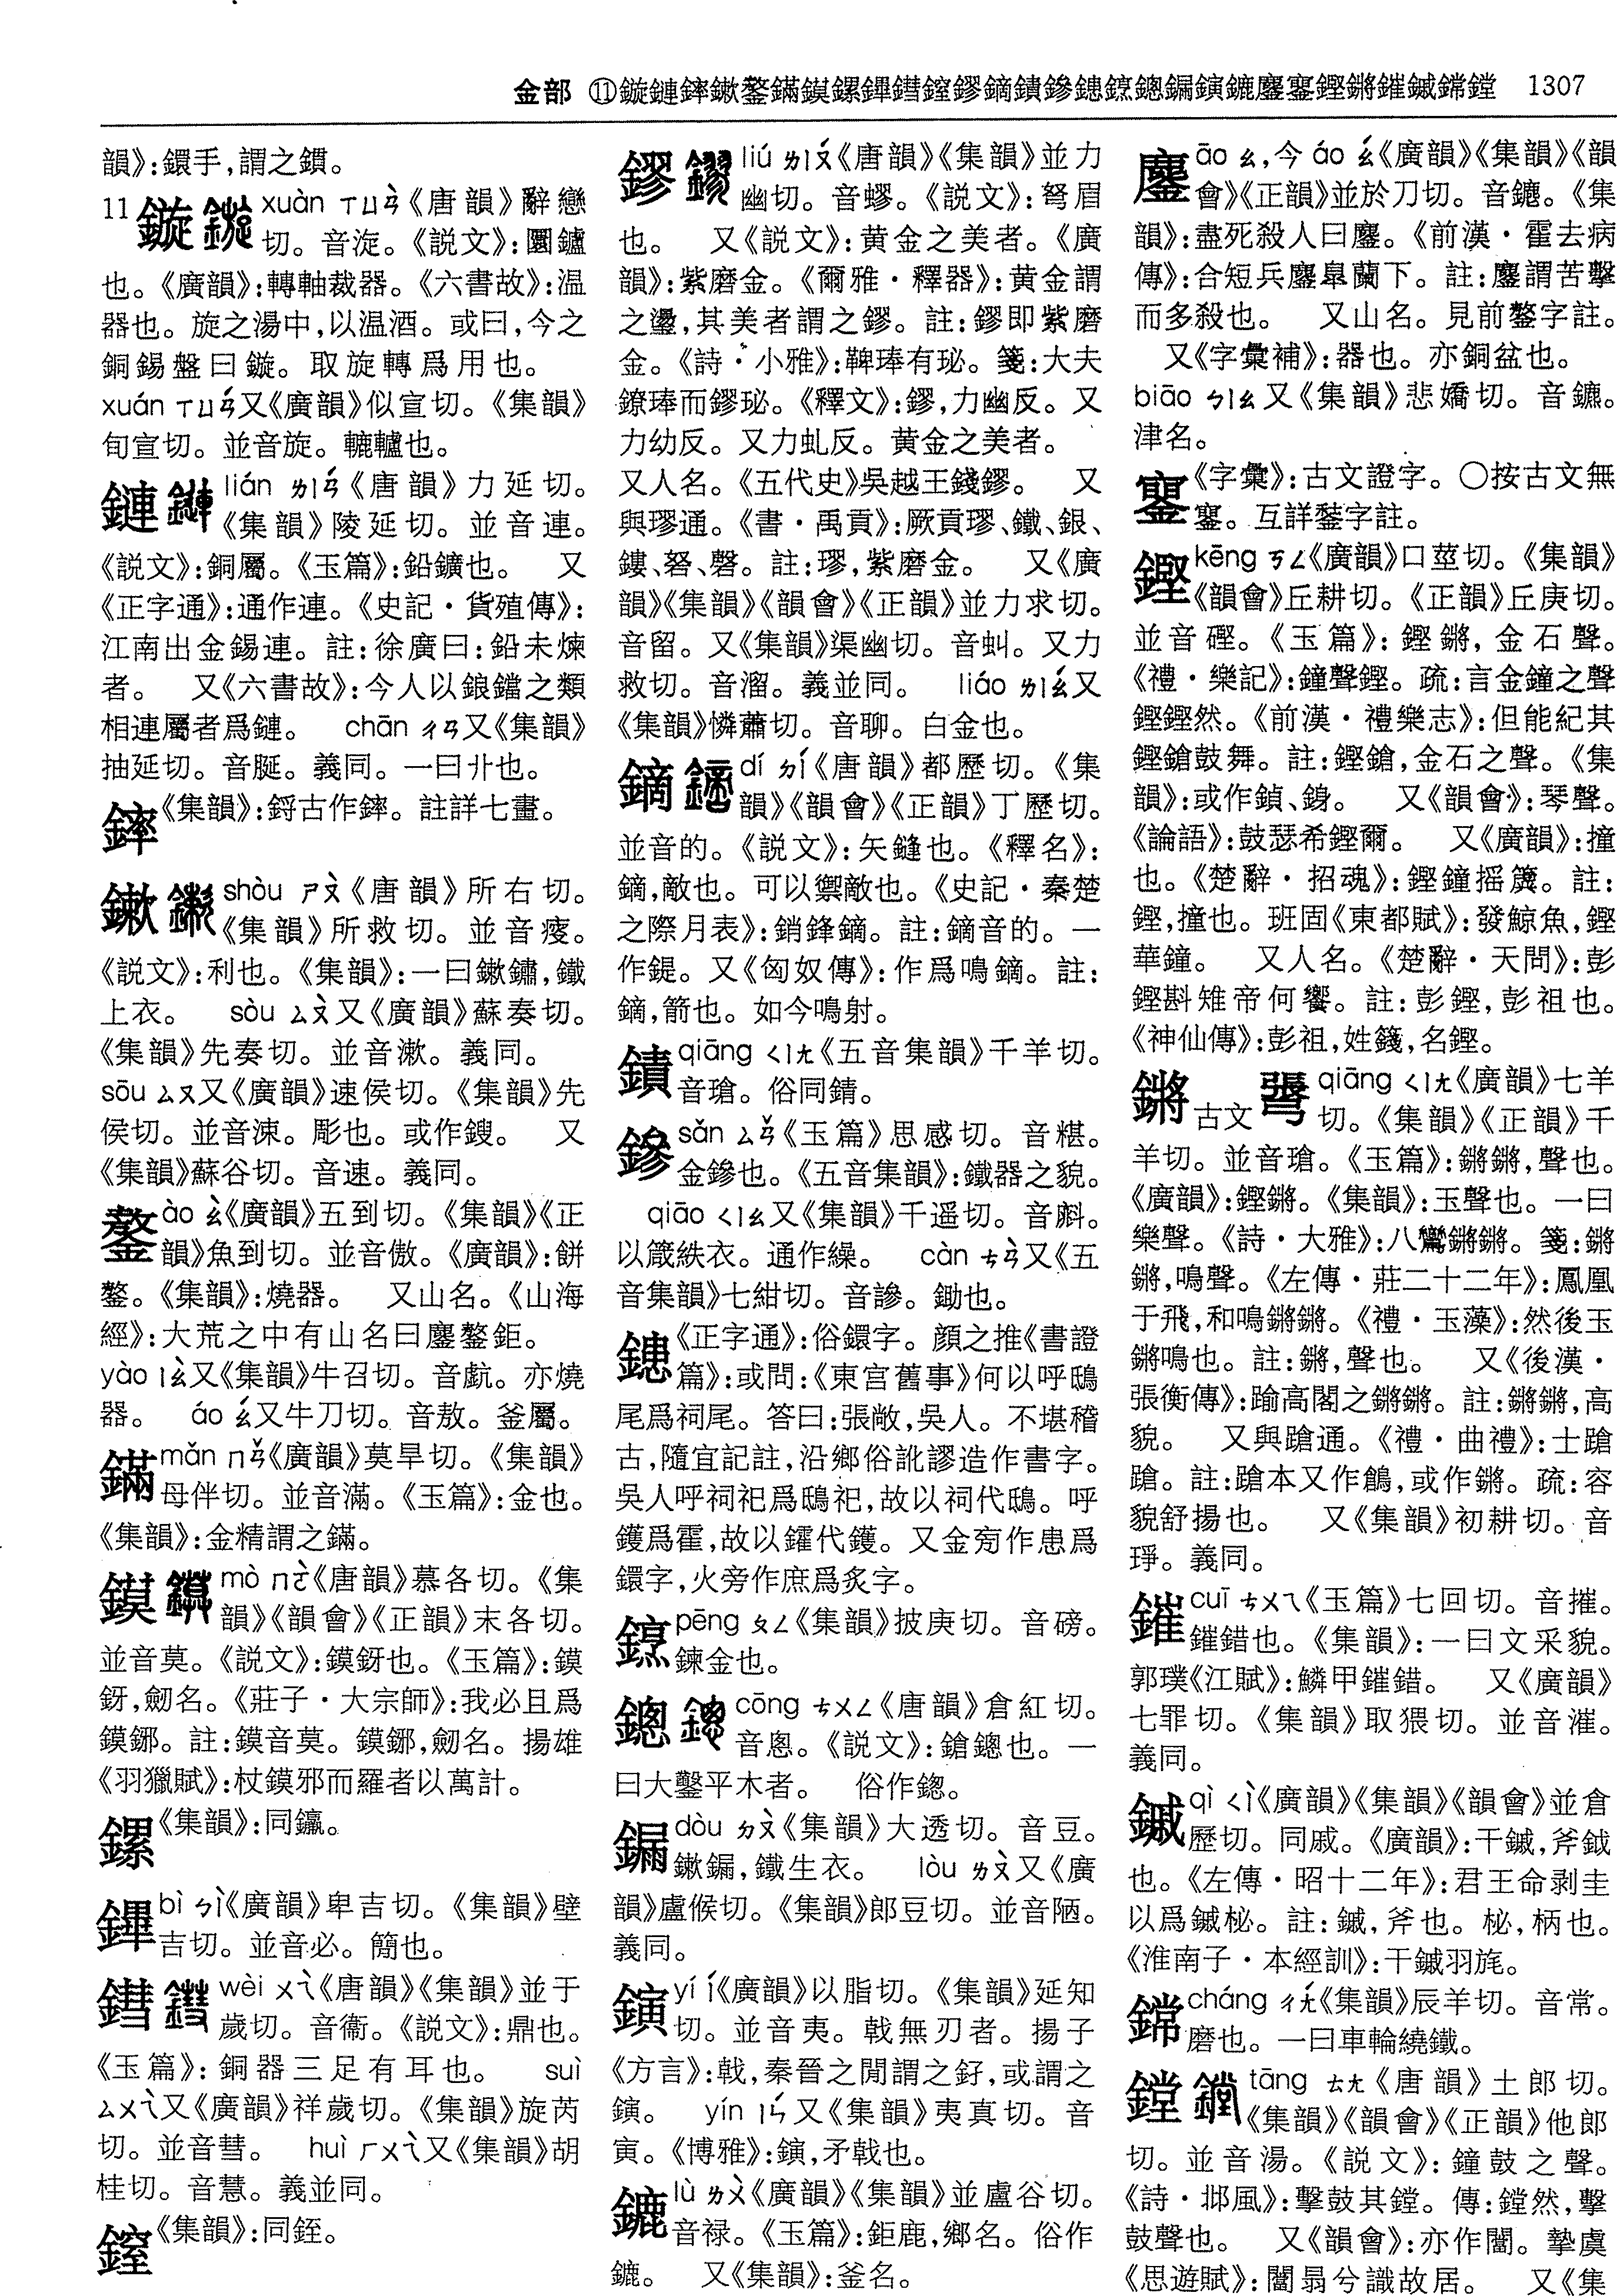 金部 ⑪鏇鏈鏲鏉鏊鏋鏌鏍鏎鏏鏒鏐鏑鐀鏒鏓鐛鏓鏂鏔鏕鏖鏗鏘鏙鏚鏛鏜 1307
韻》:鐶手,謂之鏆。
11 鏇 xuàn ㄒㄩㄢˋ《唐韻》辭戀
切。音淀。《説文》:圜鑪
也。《廣韻》:轉軸裁器。《六書故》:温
器也。旋之湯中,以温酒。或曰,今之
銅錫盤曰鏇。取旋轉爲用也。
xuán ㄒㄩㄢˊ又《廣韻》似宣切。《集韻》
旬宣切。並音旋。轆轤也。
鏈 lián ㄌㄧㄢˊ《唐韻》力延切。
《集韻》陵延切。並音連。
《説文》:銅屬。《玉篇》:鉛鑛也。 又
《正字通》:通作連。《史記·貨殖傳》:
江南出金錫連。註:徐廣曰:鉛未煉
者。 又《六書故》:今人以鋃鐺之類
相連屬者爲鏈。 chān ㄔㄢ又《集韻》
抽延切。音脠。義同。一曰卝也。
《集韻》:鋝古作。註詳七畫。
鏉 shòu ㄕㄡˋ《唐韻》所右切。
《集韻》所救切。並音瘦。
《説文》:利也。《集韻》:一曰鏉鏽,鐵
上衣。 sòu ㄙㄡˋ又《廣韻》蘇奏切。
《集韻》先奏切。並音漱。義同。
sōu ㄙㄡ又《廣韻》速侯切。《集韻》先
侯切。並音涑。彫也。或作鎪。 又
《集韻》蘇谷切。音速。義同。
鏊 ào ㄠˋ《廣韻》五到切。《集韻》《正
韻》魚到切。並音傲。《廣韻》:餅
鏊。《集韻》:燒器。 又山名。《山海
經》:大荒之中有山名曰鏖鏊鉅。
yào ㄧㄠˋ又《集韻》牛召切。音䖐。亦燒
器。 áo ㄠˊ又牛刀切。音敖。釜屬。
鏋 mǎn ㄇㄢˇ《廣韻》莫旱切。《集韻》
母伴切。並音滿。《玉篇》:金也。
《集韻》:金精謂之鏋。
鏌 mò ㄇㄛˋ《唐韻》慕各切。《集
韻》《韻會》《正韻》末各切。
並音莫。《説文》:鏌釾也。《玉篇》:鏌
釾,劒名。《莊子·大宗師》:我必且爲
鏌鋣。註:鏌音莫。鏌鋣,劒名。揚雄
《羽獵賦》:杖鏌邪而羅者以萬計。
鏍 《集韻》:同鑘。
鏎 bì ㄅㄧˋ《廣韻》卑吉切。《集韻》壁
吉切。並音必。簡也。
鏏 wèi ㄨㄟˋ《唐韻》《集韻》並于
歲切。音衞。《説文》:鼎也。
《玉篇》:銅器三足有耳也。 suì
ㄙㄨㄟˋ又《廣韻》祥歲切。《集韻》旋芮
切。並音彗。 huì ㄏㄨㄟˋ又《集韻》胡
桂切。音慧。義並同。
《集韻》:同銍。
鏐 liú ㄌㄧㄡˊ《唐韻》《集韻》並力
幽切。音蟉。《説文》:弩眉
也。 又《説文》:黄金之美者。《廣
韻》:紫磨金。《爾雅·釋器》:黄金謂
之璗,其美者謂之鏐。註:鏐即紫磨
金。《詩·小雅》:鞞琫有珌。箋:大夫
鐐琫而鏐珌。《釋文》:鏐,力幽反。又
力幼反。又力虬反。黄金之美者。
又人名。《五代史》吳越王錢鏐。 又
與璆通。《書·禹貢》:厥貢璆、鐵、銀、
鏤、砮、磬。註:璆,紫磨金。 又《廣
韻》《集韻》《韻會》《正韻》並力求切。
音留。又《集韻》渠幽切。音虯。又力
救切。音溜。義並同。 liáo ㄌㄧㄠˊ又
《集韻》憐蕭切。音聊。白金也。
鏑 dí ㄉㄧˊ《唐韻》都歷切。《集
韻》《韻會》《正韻》丁歷切。
並音的。《説文》:矢鏠也。《釋名》:
鏑,敵也。可以禦敵也。《史記·秦楚
之際月表》:銷鋒鏑。註:鏑音的。一
作鍉。又《匈奴傳》:作爲鳴鏑。註:
鏑,箭也。如今鳴射。
qiāng ㄑㄧㄤ《五音集韻》千羊切。
音瑲。俗同錆。
鏒 sǎn ㄙㄢˇ《玉篇》思感切。音糂。
金鏒也。《五音集韻》:鐵器之貌。
qiāo ㄑㄧㄠ又《集韻》千遥切。音斛。
以箴紩衣。通作繰。 càn ㄘㄢˋ又《五
音集韻》七紺切。音謲。鋤也。
鏸 《正字通》:俗鐶字。顔之推《書證
篇》:或問:《東宫舊事》何以呼鴟
尾爲祠尾。答曰:張敞,吳人。不堪稽
古,隨宜記註,沿鄉俗訛謬造作書字。
吳人呼祠祀爲鴟祀,故以祠代鴟。呼
鑊爲霍,故以鑵代鑊。又金旁作患爲
鐶字,火旁作庶爲炙字。
pēng ㄆㄥ《集韻》披庚切。音磅。
鍊金也。
鏓 cōng ㄘㄨㄥ《唐韻》倉紅切。
音悤。《説文》:鎗鏓也。一
曰大鑿平木者。 俗作鍯。
鏂 dòu ㄉㄡˋ《集韻》大透切。音豆。
鏉鏂,鐵生衣。 lòu ㄌㄡˋ又《廣
韻》盧候切。《集韻》郎豆切。並音陋。
義同。
鏔 yí ㄧˊ《廣韻》以脂切。《集韻》延知
切。並音夷。戟無刃者。揚子
《方言》:戟,秦晉之閒謂之釨,或謂之
鏔。 yín ㄧㄣˊ又《集韻》夷真切。音
寅。《博雅》:鏔,矛戟也。
鏕 lù ㄌㄨˋ《廣韻》《集韻》並盧谷切。
音禄。《玉篇》:鉅鹿,鄉名。俗作
鏕。 又《集韻》:釜名。
鏖 āo ㄠ,今 áo ㄠˊ《廣韻》《集韻》《韻
會》《正韻》並於刀切。音鑣。《集
韻》:盡死殺人曰鏖。《前漢·霍去病
傳》:合短兵鏖臯蘭下。註:鏖謂苦擊
而多殺也。 又山名。見前鏊字註。
又《字彙補》:器也。亦銅盆也。
biāo ㄅㄧㄠ又《集韻》悲嬌切。音鑣。
津名。
《字彙》:古文證字。〇按古文無
。互詳鍫字註。
鏗 kēng ㄎㄥ《廣韻》口莖切。《集韻》
《韻會》丘耕切。《正韻》丘庚切。
並音硜。《玉篇》:鏗鏘,金石聲。
《禮·樂記》:鐘聲鏗。疏:言金鐘之聲
鏗鏗然。《前漢·禮樂志》:但能紀其
鏗鎗鼓舞。註:鏗鎗,金石之聲。《集
韻》:或作鍞、鋞。 又《韻會》:琴聲。
《論語》:鼓瑟希鏗爾。 又《廣韻》:撞
也。《楚辭·招魂》:鏗鐘摇簴。註:
鏗,撞也。班固《東都賦》:發鯨魚,鏗
華鐘。 又人名。《楚辭·天問》:彭
鏗斟雉帝何饗。註:彭鏗,彭祖也。
《神仙傳》:彭祖,姓籛,名鏗。
鏘 古文 qiāng ㄑㄧㄤ《廣韻》七羊
切。《集韻》《正韻》千
羊切。並音瑲。《玉篇》:鏘鏘,聲也。
《廣韻》:鏗鏘。《集韻》:玉聲也。一曰
樂聲。《詩·大雅》:八鸞鏘鏘。箋:鏘
鏘,鳴聲。《左傳·莊二十二年》:鳳凰
于飛,和鳴鏘鏘。《禮·玉藻》:然後玉
鏘鳴也。註:鏘,聲也。 又《後漢·
張衡傳》:踰高閣之鏘鏘。註:鏘鏘,高
貌。 又與蹌通。《禮·曲禮》:士蹌
蹌。註:蹌本又作鶬,或作鏘。疏:容
貌舒揚也。 又《集韻》初耕切。音
琤。義同。
鏙 cuī ㄘㄨㄟ《玉篇》七回切。音摧。
鏙錯也。《集韻》:一曰文采貌。
郭璞《江賦》:鱗甲鏙錯。 又《廣韻》
七罪切。《集韻》取猥切。並音漼。
義同。
鏚 qì ㄑㄧˋ《廣韻》《集韻》《韻會》並倉
歷切。同戚。《廣韻》:干鏚,斧鉞
也。《左傳·昭十二年》:君王命剥圭
以爲鏚柲。註:鏚,斧也。柲,柄也。
《淮南子·本經訓》:干鏚羽旄。
鏛 cháng ㄔㄤˊ《集韻》辰羊切。音常。
磨也。一曰車輪繞鐵。
鏜 tāng ㄊㄤ《唐韻》土郎切。
《集韻》《韻會》《正韻》他郎
切。並音湯。《説文》:鐘鼓之聲。
《詩·邶風》:擊鼓其鏜。傳:鏜然,擊
鼓聲也。 又《韻會》:亦作闛。摯虞
《思遊賦》:闛剔兮識故居。 又《集